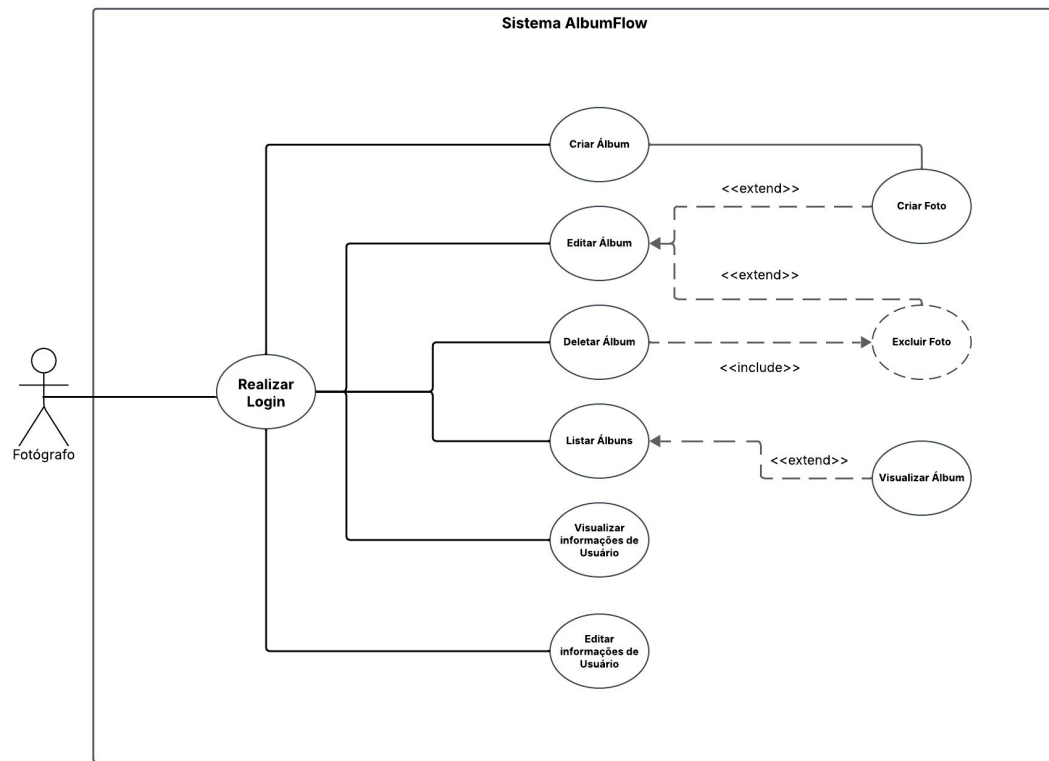 Sistema AlbumFlow
Criar Álbum
<<extend>>
Criar Foto
Editar Álbum
<<extend>>
Deletar Álbum
Excluir Foto
<<include>>
Realizar
Login
Fotógrafo
Listar Álbuns
<<extend>>
Visualizar Álbum
Visualizar
informações de
Usuário
Editar
informações de
Usuário